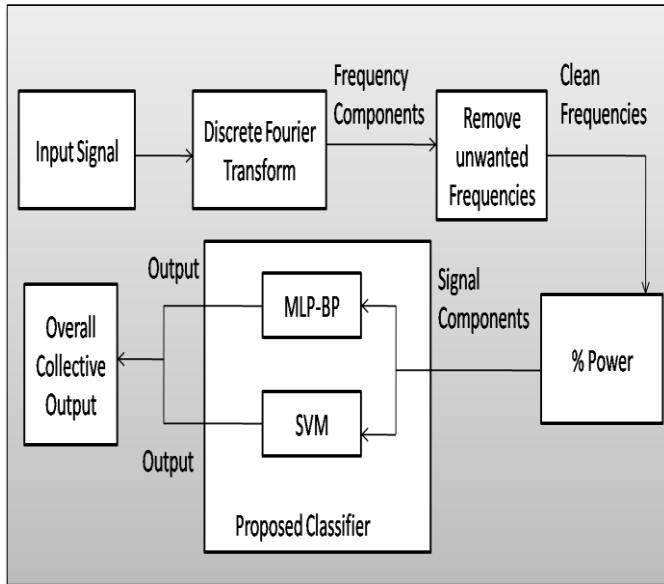 Input Signal
Discrete Fourier
Transform
Frequency
Components
Remove
unwanted
Frequencies
Clean
Frequencies
% Power
Signal
Components
MLP-BP
SVM
Proposed Classifier
Output
Output
Overall
Collective
Output